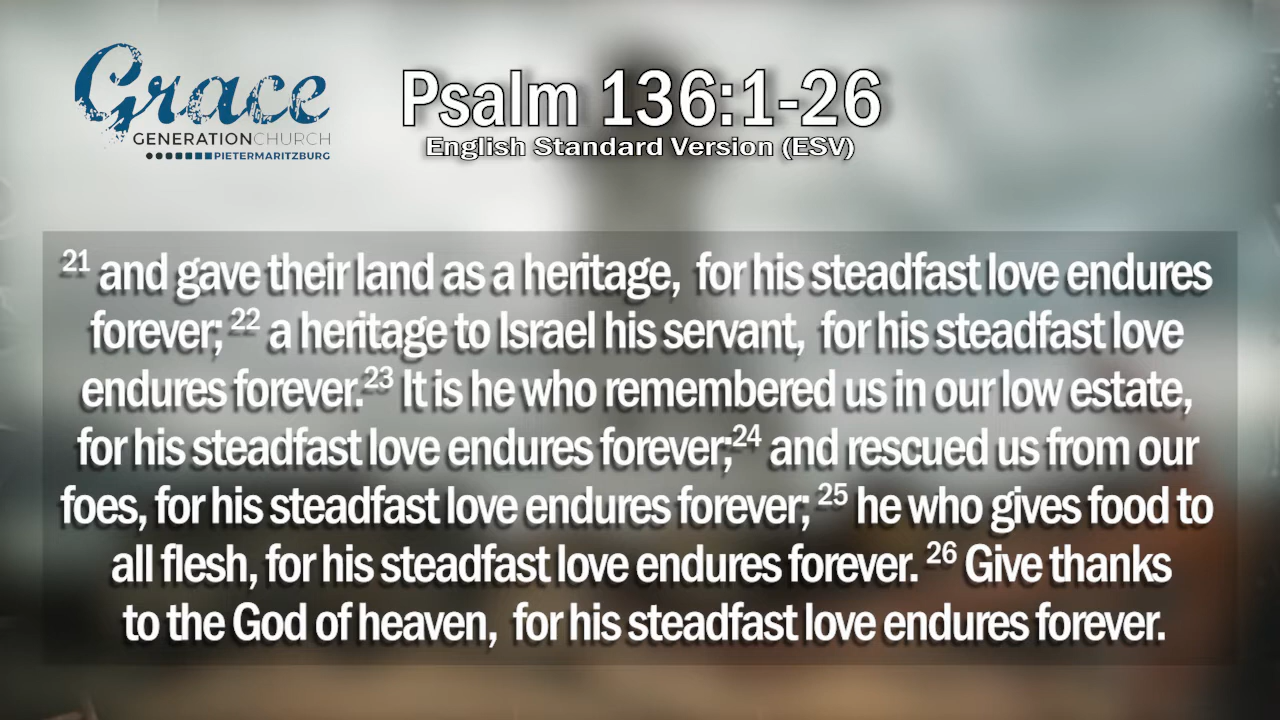 Grace
GENERATIONCHURCH
PIETERMARITZBURG
Psalm 136:1-26
English Standard Version (ESV)
21 and gave their land as a heritage, for his steadfast love endures
forever; 22 a heritage to Israel his servant, for his steadfast love
endures forever.23 It is he who remembered us in our low estate,
for his steadfast love endures forever;24 and rescued us from our
foes, for his steadfast love endures forever; 25 he who gives food to
all flesh, for his steadfast love endures forever. 26 Give thanks
to the God of heaven, for his steadfast love endures forever.